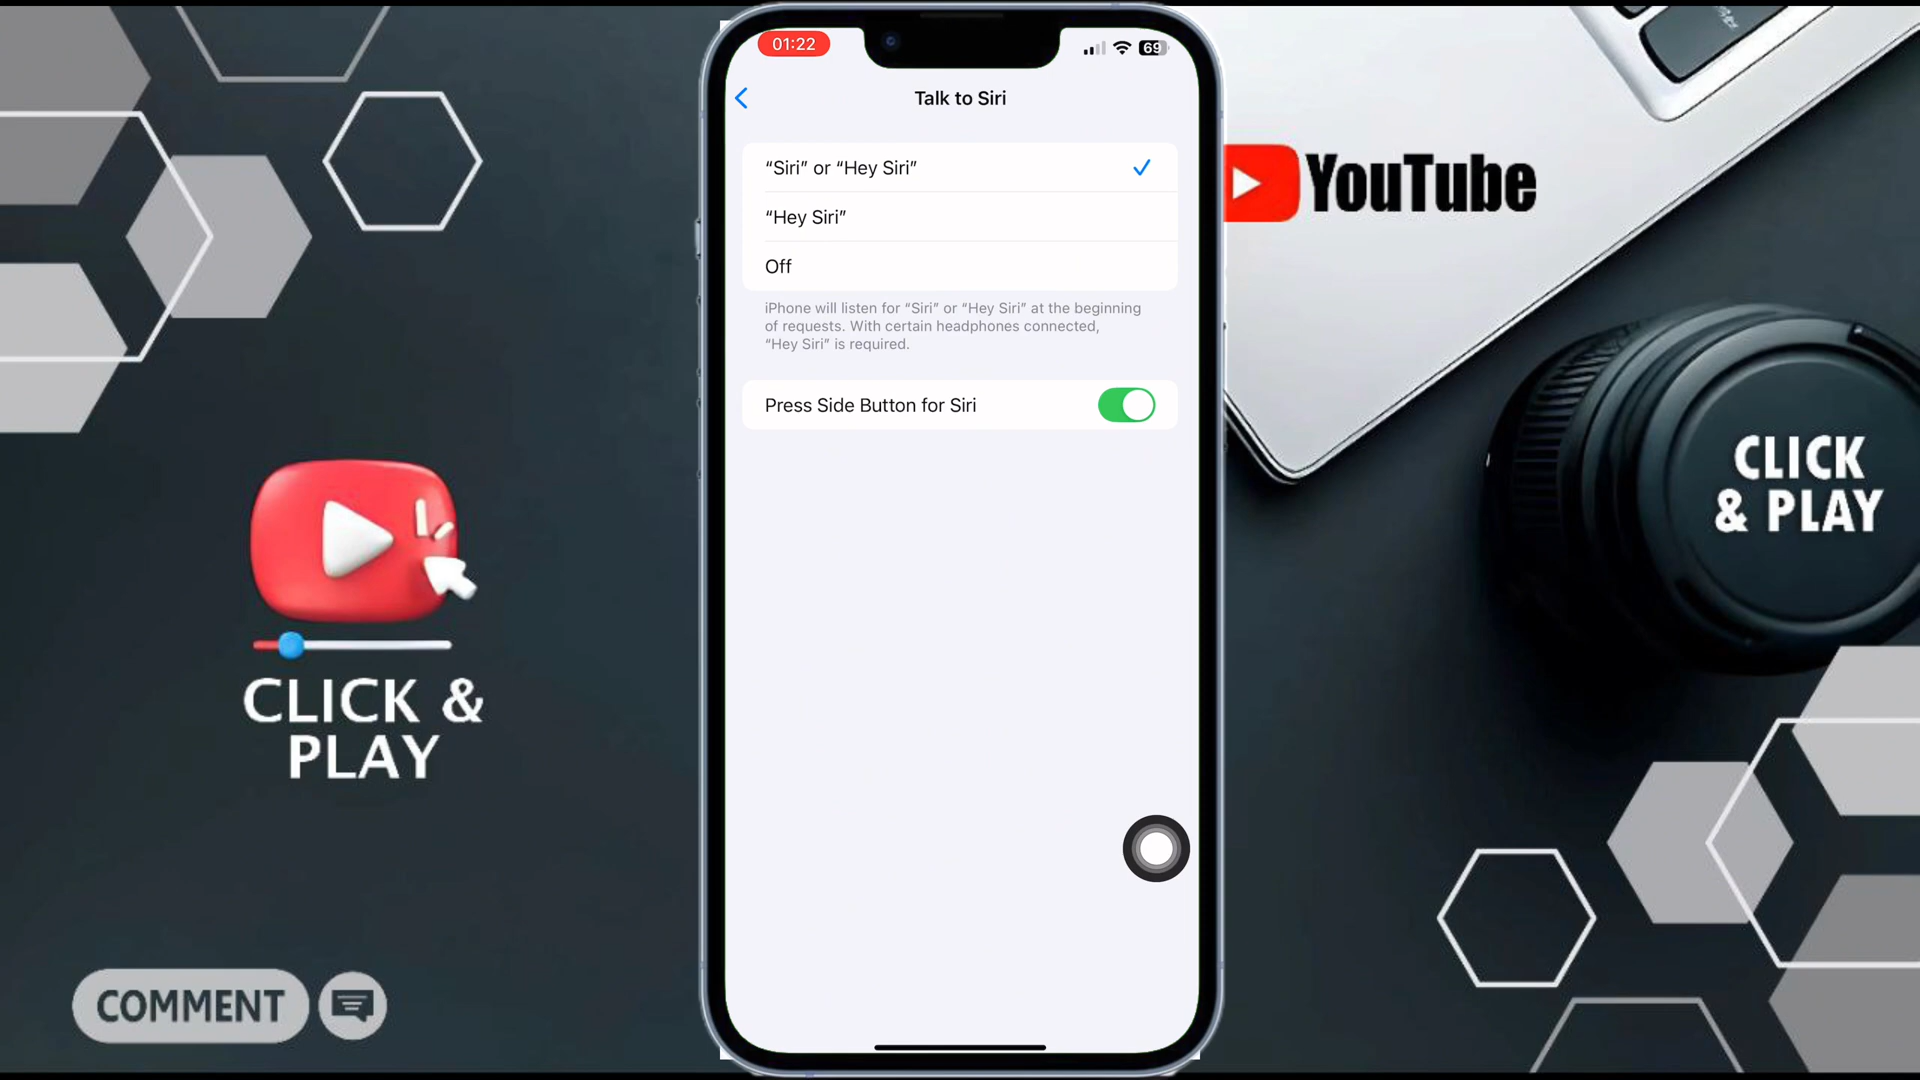 01:22
69
Talk to Siri
“Siri” or “Hey Siri”
“Hey Siri”
Off
iPhone will listen for “Siri” or “Hey Siri” at the beginning
of requests. With certain headphones connected,
“Hey Siri” is required.
Press Side Button for Siri
YouTube
CLICK
& PLAY
CLICK &
PLAY
COMMENT